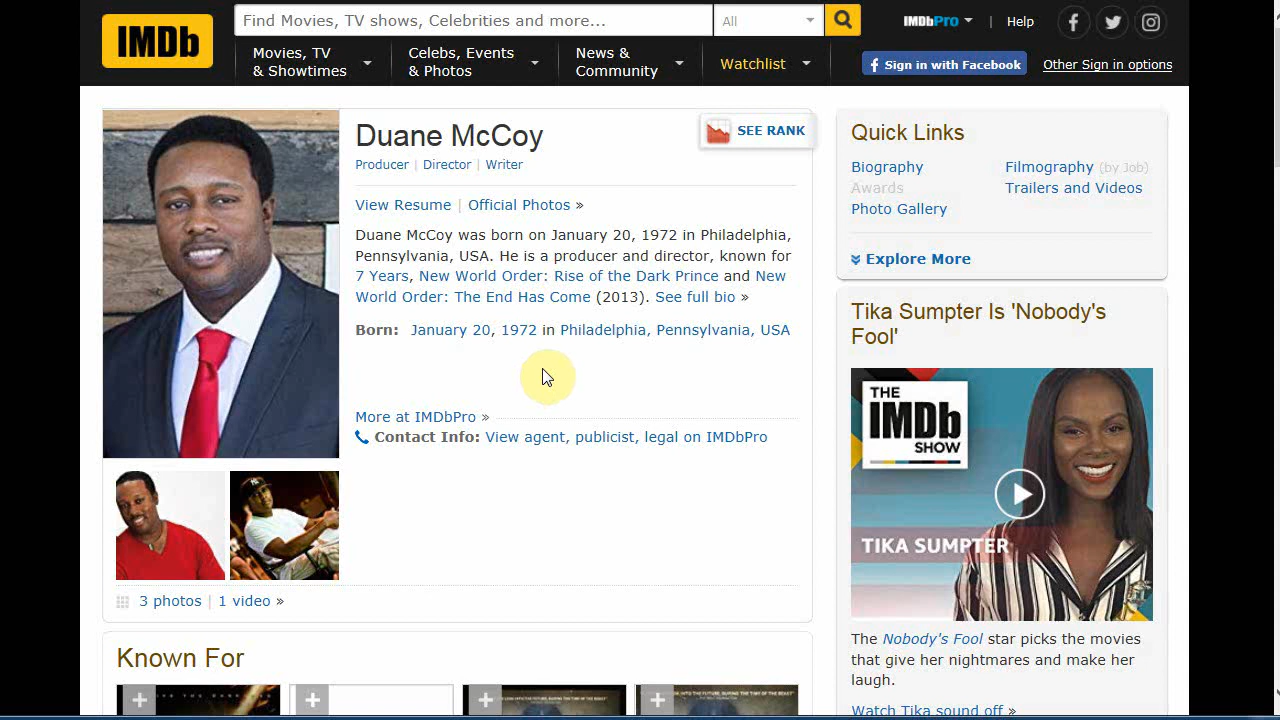 IMDb
Find Movies, TV shows, Celebrities and more...
All
IMDbPro
|
Help
Movies, TV
& Showtimes
Celebs, Events
& Photos
News &
Community
Watchlist
f Sign in with Facebook
Other Sign in options
Duane McCoy
SEE RANK
Producer | Director | Writer
View Resume | Official Photos »
Duane McCoy was born on January 20, 1972 in Philadelphia,
Pennsylvania, USA. He is a producer and director, known for
7 Years, New World Order: Rise of the Dark Prince and New
World Order: The End Has Come (2013). See full bio »
Born: January 20, 1972 in Philadelphia, Pennsylvania, USA
More at IMDbPro »
Contact Info: View agent, publicist, legal on IMDbPro
3 photos | 1 video »
Known For
Quick Links
Biography
Filmography (by Job)
Awards
Trailers and Videos
Photo Gallery
Explore More
Tika Sumpter Is 'Nobody's
Fool'
THE
IMDb
SHOW
TIKA SUMPTER
The Nobody's Fool star picks the movies
that give her nightmares and make her
laugh.
Watch Tika sound off »